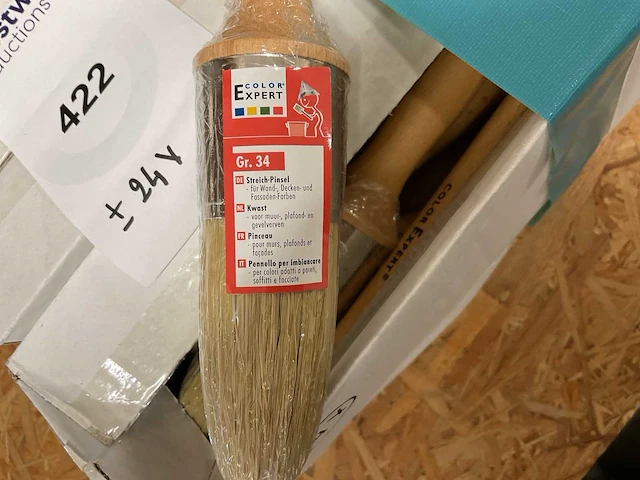 stw
uctions
422
± 24 x
COLOR
EXPERT
Gr. 34
DE Streich-Pinsel
- für Wand-, Decken- und
Fassaden-Farben
NL Kwast
- voor muur-, plafond- en
gevelverven
FR Pinceau
- pour murs, plafonds et
façades
IT Pennello per imbiancare
- per colori adatti a pareti,
soffitti e facciate
COLOR EXPERT